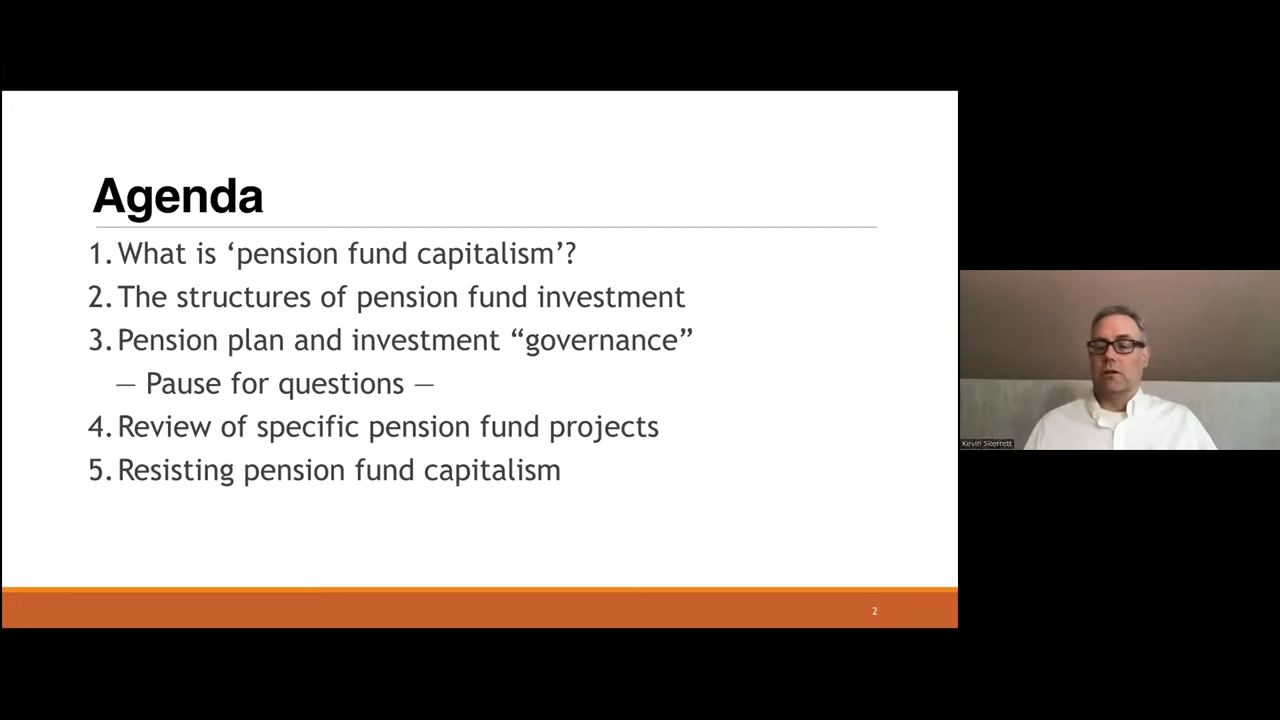 Agenda
1. What is ‘pension fund capitalism’?
2. The structures of pension fund investment
3. Pension plan and investment “governance”
— Pause for questions —
4. Review of specific pension fund projects
5. Resisting pension fund capitalism
2
Kevin Skerrett